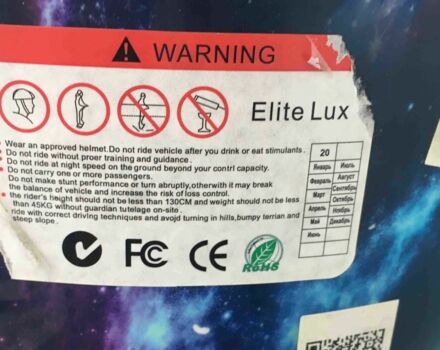 WARNING
Elite Lux
Wear an approved helmet.Do not ride vehicle after you drink or eat stimulants.
Do not ride without proer training and guidance.
Do not ride at night speed on the ground beyond your contrl capacity.
Do not carry one or more passengers.
Do not make stunt performance or turn abruptly,otherwith it may break
the balance of vehicle and increase the risk of loss control.
the rider's height should not be less than 130CM and weight should not be less
than 45KG without guardian tutelage on-site.
ride with correct driving techniques and avojd turning in hills,bumpy terrian and
steep slope.
20
Январь Июль
Февраль Август
Март Сентябрь
Апрель Октябрь
Май Ноябрь
Июнь Декабрь
FC CE RoHS